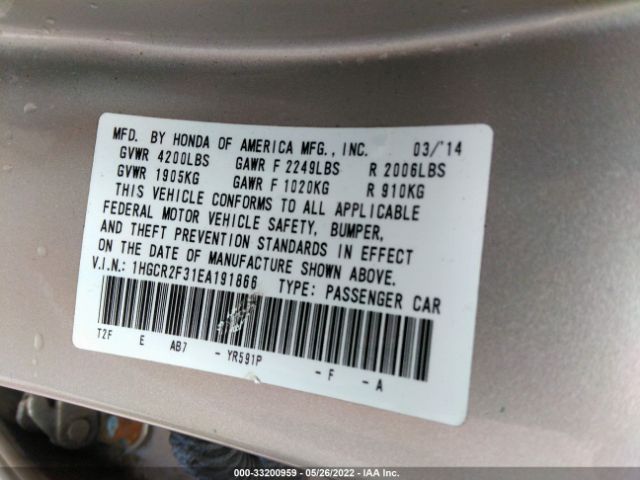 MFD. BY HONDA OF AMERICA MFG., INC. 03/'14
GVWR 4200LBS GAWR F 2249LBS R 2006LBS
GVWR 1905KG GAWR F 1020KG R 910KG
THIS VEHICLE CONFORMS TO ALL APPLICABLE
FEDERAL MOTOR VEHICLE SAFETY, BUMPER,
AND THEFT PREVENTION STANDARDS IN EFFECT
ON THE DATE OF MANUFACTURE SHOWN ABOVE.
V.I.N.: 1HGCR2F31EA191866 TYPE: PASSENGER CAR
T2F E AB7 - YR591P - F - A
000-33200959 - 05/26/2022 - IAA Inc.